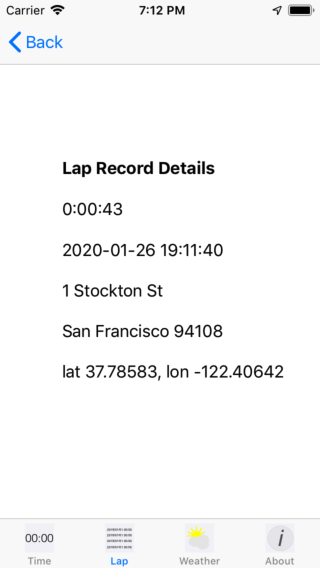 Carrier 7:12 PM
Back
Lap Record Details
0:00:43
2020-01-26 19:11:40
1 Stockton St
San Francisco 94108
lat 37.78583, lon -122.40642
00:00
i
Time Lap Weather About